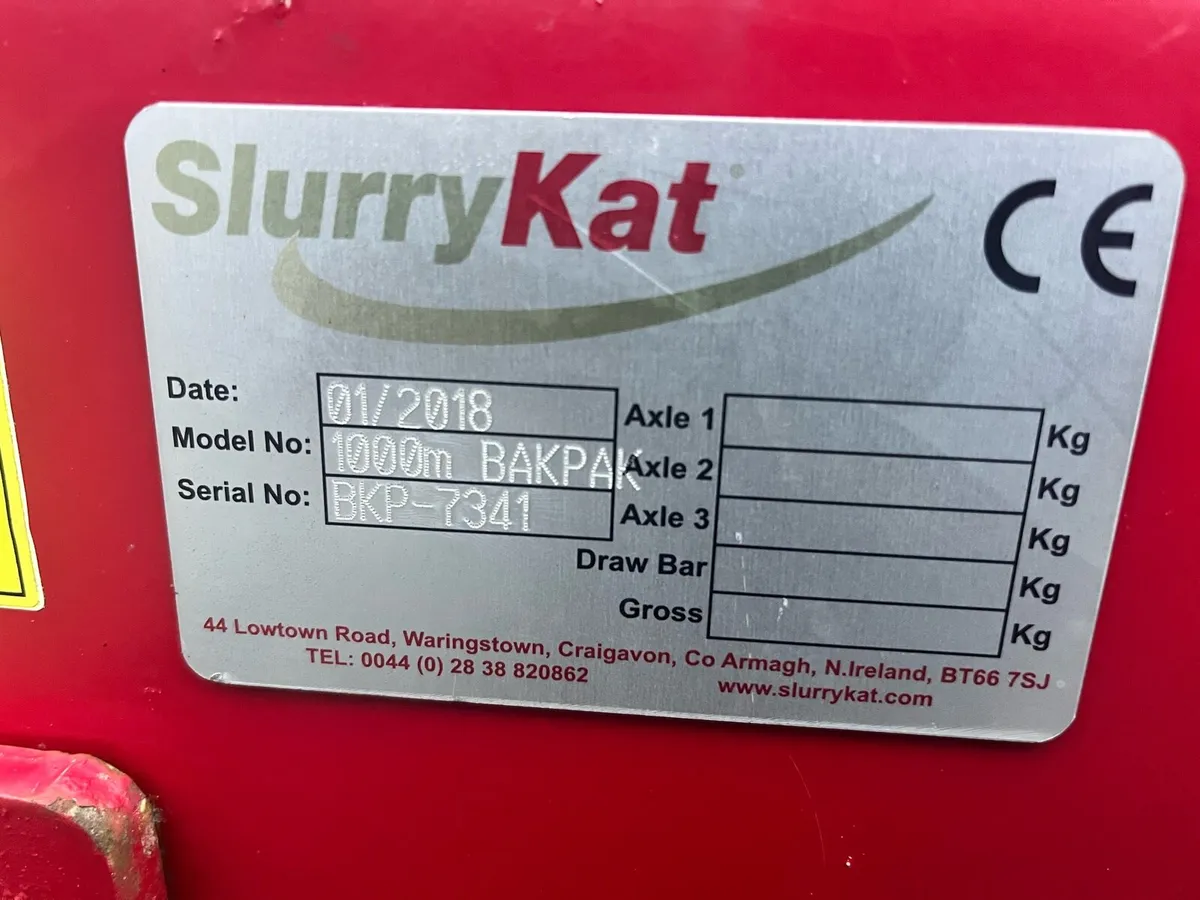 SlurryKat®
CE
Date: 01/2018
Model No: 1000m BAKPAK
Serial No: BKP-7341
Axle 1 Kg
Axle 2 Kg
Axle 3 Kg
Draw Bar Kg
Gross Kg
44 Lowtown Road, Waringstown, Craigavon, Co Armagh, N.Ireland, BT66 7SJ
TEL: 0044 (0) 28 38 820862
www.slurrykat.com